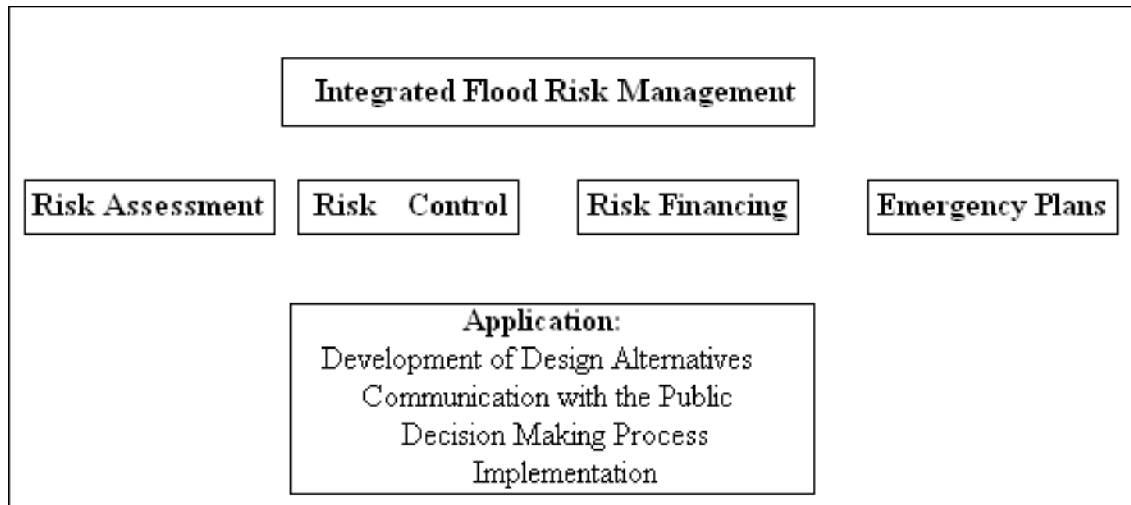 Integrated Flood Risk Management
Risk Assessment
Risk Control
Risk Financing
Emergency Plans
Application:
Development of Design Alternatives
Communication with the Public
Decision Making Process
Implementation